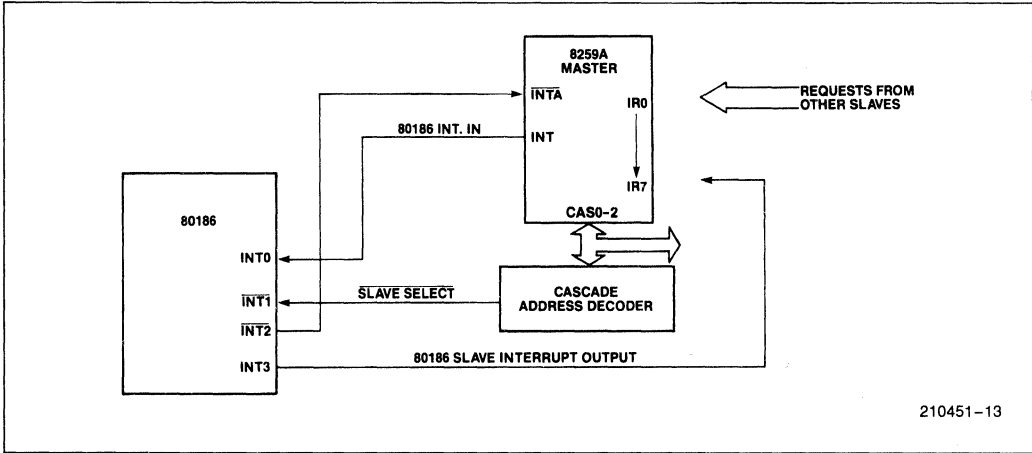 8259A
MASTER
INTA
IR0
REQUESTS FROM
OTHER SLAVES
80186 INT. IN
INT
IR7
CAS0-2
80186
INT0
CASCADE
ADDRESS DECODER
SLAVE SELECT
INT1
INT2
INT3
80186 SLAVE INTERRUPT OUTPUT
210451-13